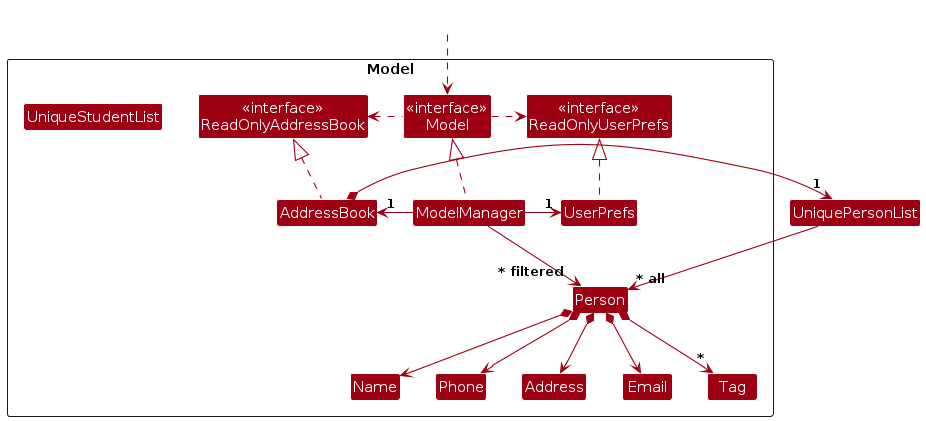 Model
UniqueStudentList
«interface»
ReadOnlyAddressBook
«interface»
Model
«interface»
ReadOnlyUserPrefs
1
AddressBook
1
ModelManager
1
UserPrefs
UniquePersonList
* filtered
* all
Person
*
Name
Phone
Address
Email
Tag